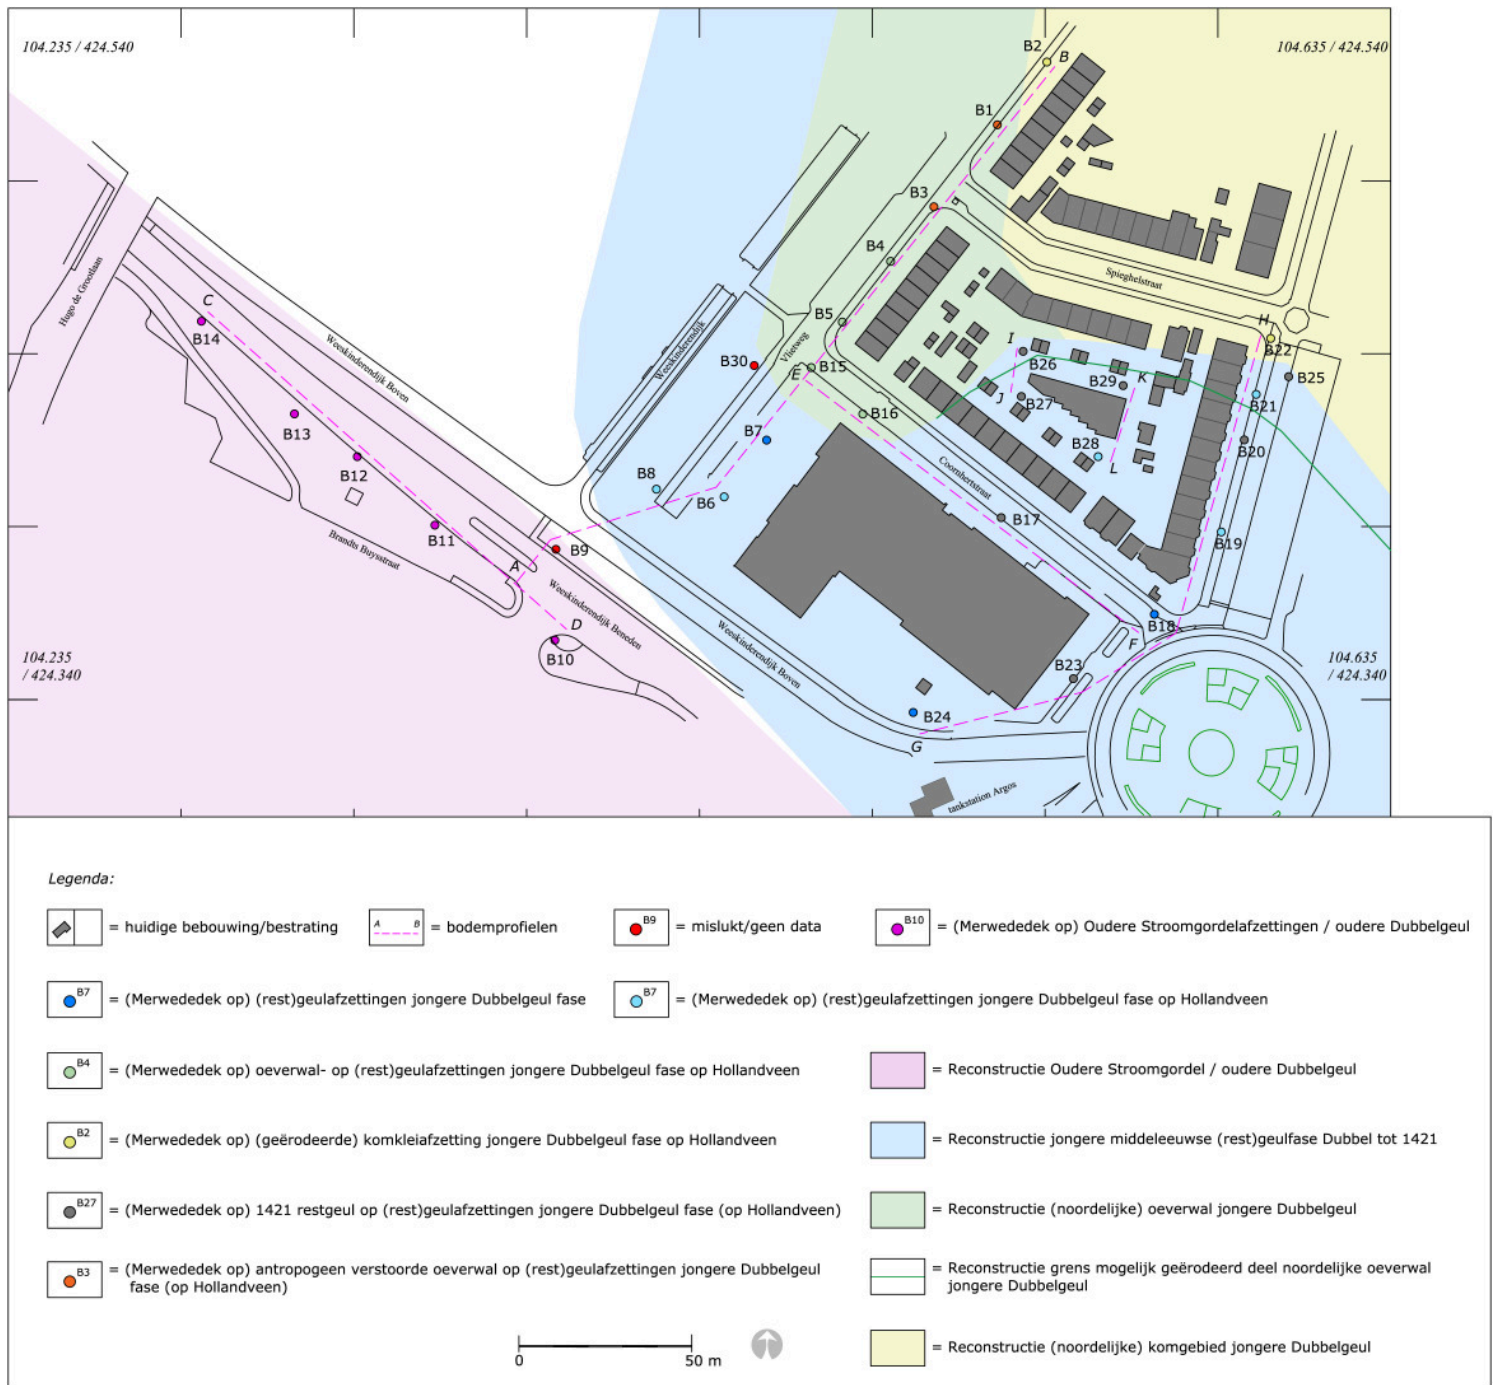 104.235 / 424.540
104.635 / 424.540
B2
B
B1
B3
B4
Spieghelstraat
Hugo de Grootlaan
C
B14
B5
H
B22
Weeskinderendijk
Vlietweg
Weeskinderendijk Boven
B30
E
B15
I
B26
K
B29
B25
B21
J
B27
B16
B13
B7
B28
B20
B12
L
Coornhertstraat
B8
B6
B17
B11
B19
Brandts Buysstraat
B9
A
Weeskinderendijk Beneden
D
B18
B10
Weeskinderendijk Boven
F
104.235
/ 424.340
104.635
/ 424.340
B23
B24
G
tankstation Argos
Legenda:
= huidige bebouwing/bestrating
A B
= bodemprofielen
B9
= mislukt/geen data
B10
= (Merwededek op) Oudere Stroomgordelafzettingen / oudere Dubbelgeul
B7
= (Merwededek op) (rest)geulafzettingen jongere Dubbelgeul fase
B7
= (Merwededek op) (rest)geulafzettingen jongere Dubbelgeul fase op Hollandveen
B4
= (Merwededek op) oeverwal- op (rest)geulafzettingen jongere Dubbelgeul fase op Hollandveen
= Reconstructie Oudere Stroomgordel / oudere Dubbelgeul
B2
= (Merwededek op) (geërodeerde) komkleiafzetting jongere Dubbelgeul fase op Hollandveen
= Reconstructie jongere middeleeuwse (rest)geulfase Dubbel tot 1421
B27
= (Merwededek op) 1421 restgeul op (rest)geulafzettingen jongere Dubbelgeul fase (op Hollandveen)
= Reconstructie (noordelijke) oeverwal jongere Dubbelgeul
B3
= (Merwededek op) antropogeen verstoorde oeverwal op (rest)geulafzettingen jongere Dubbelgeul
fase (op Hollandveen)
= Reconstructie grens mogelijk geërodeerd deel noordelijke oeverwal
jongere Dubbelgeul
= Reconstructie (noordelijke) komgebied jongere Dubbelgeul
0
50 m